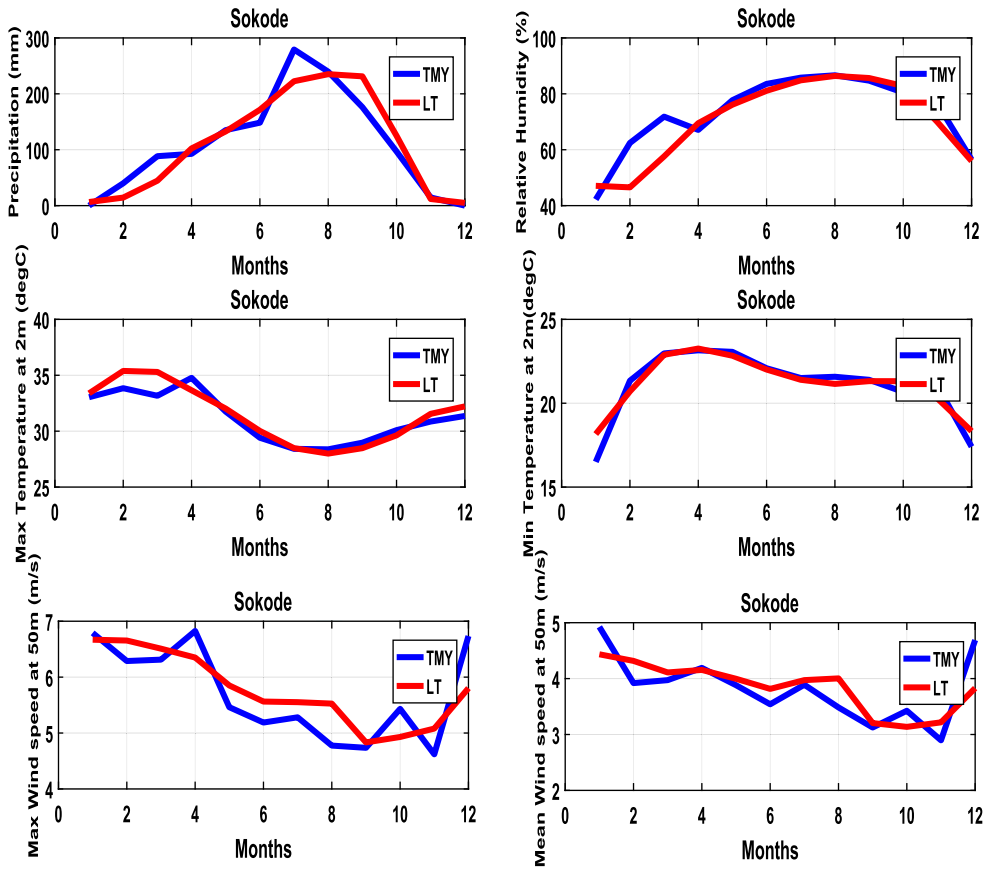 Sokode
Precipitation (mm)
300
200
100
0
TMY
LT
0 2 4 6 8 10 12
Months
Sokode
Relative Humidity (%)
100
80
60
40
TMY
LT
0 2 4 6 8 10 12
Months
Sokode
Max Temperature at 2m (degC)
40
35
30
25
TMY
LT
0 2 4 6 8 10 12
Months
Sokode
Min Temperature at 2m(degC)
25
20
15
TMY
LT
0 2 4 6 8 10 12
Months
Sokode
Max Wind speed at 50m (m/s)
7
6
5
4
TMY
LT
0 2 4 6 8 10 12
Months
Sokode
Mean Wind speed at 50m (m/s)
5
4
3
2
TMY
LT
0 2 4 6 8 10 12
Months